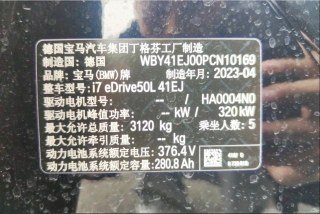 德国宝马汽车集团丁格芬工厂制造
制造国: 德国 WBY41EJ00PCN10169
品牌: 宝马(BMW)牌 制造年月: 2023-04
整车型号: i7 eDrive50L 41EJ
驱动电机型号: -- / HA0004N0
驱动电机峰值功率: -- kW / 320 kW
最大允许总质量: 3120 kg 乘坐人数: 5
最大允许牵引质量: -- kg
动力电池系统额定电压: 376.4 V
动力电池系统额定容量: 280.8 Ah